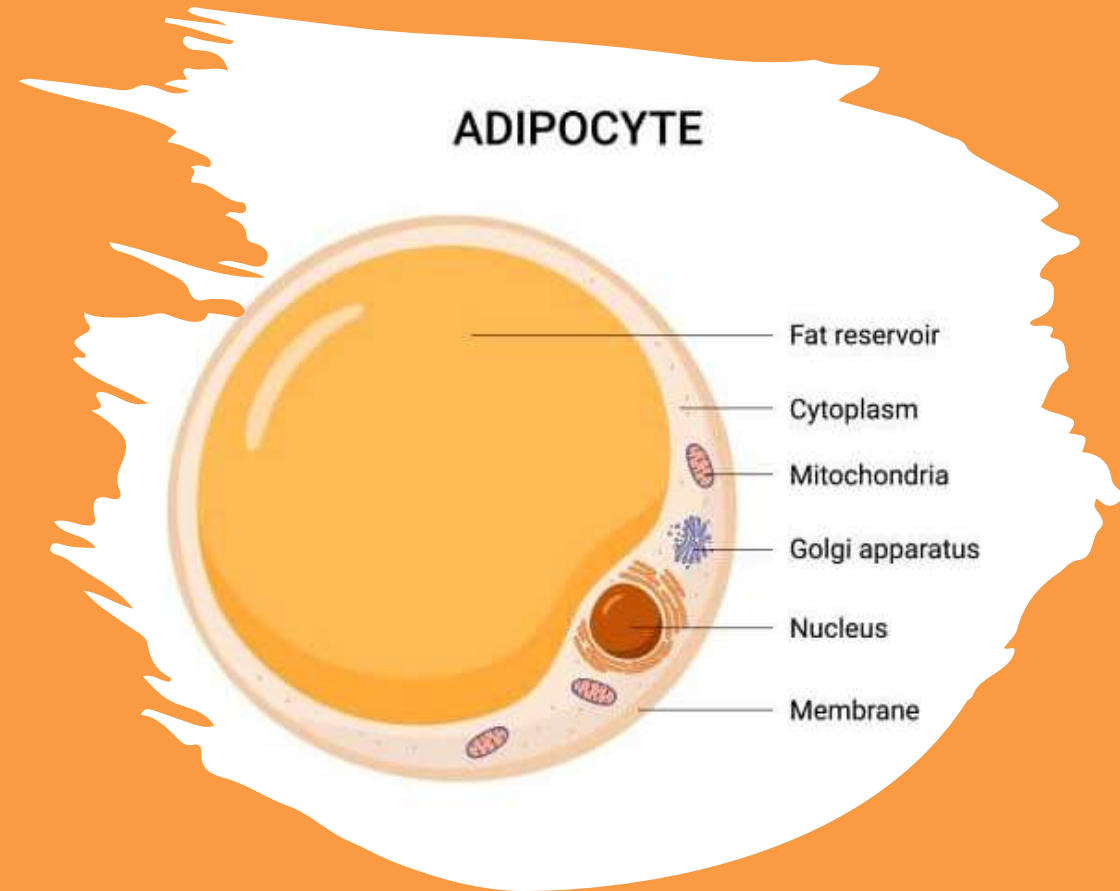 ADIPOCYTE
Fat reservoir
Cytoplasm
Mitochondria
Golgi apparatus
Nucleus
Membrane